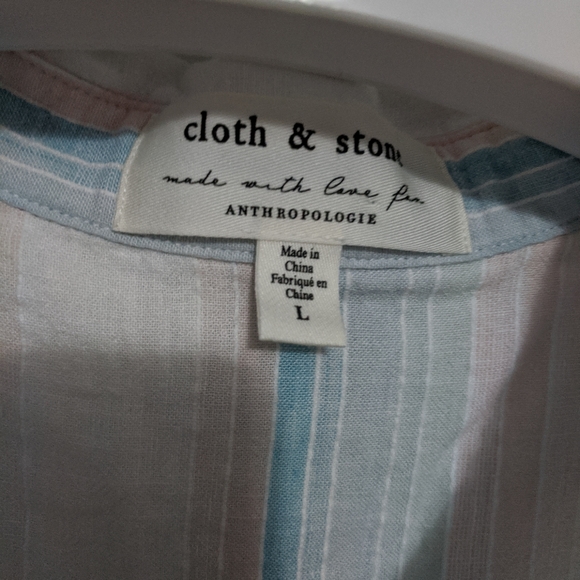 cloth & stone
made with love for
ANTHROPOLOGIE
Made in
China
Fabriqué en
Chine
L